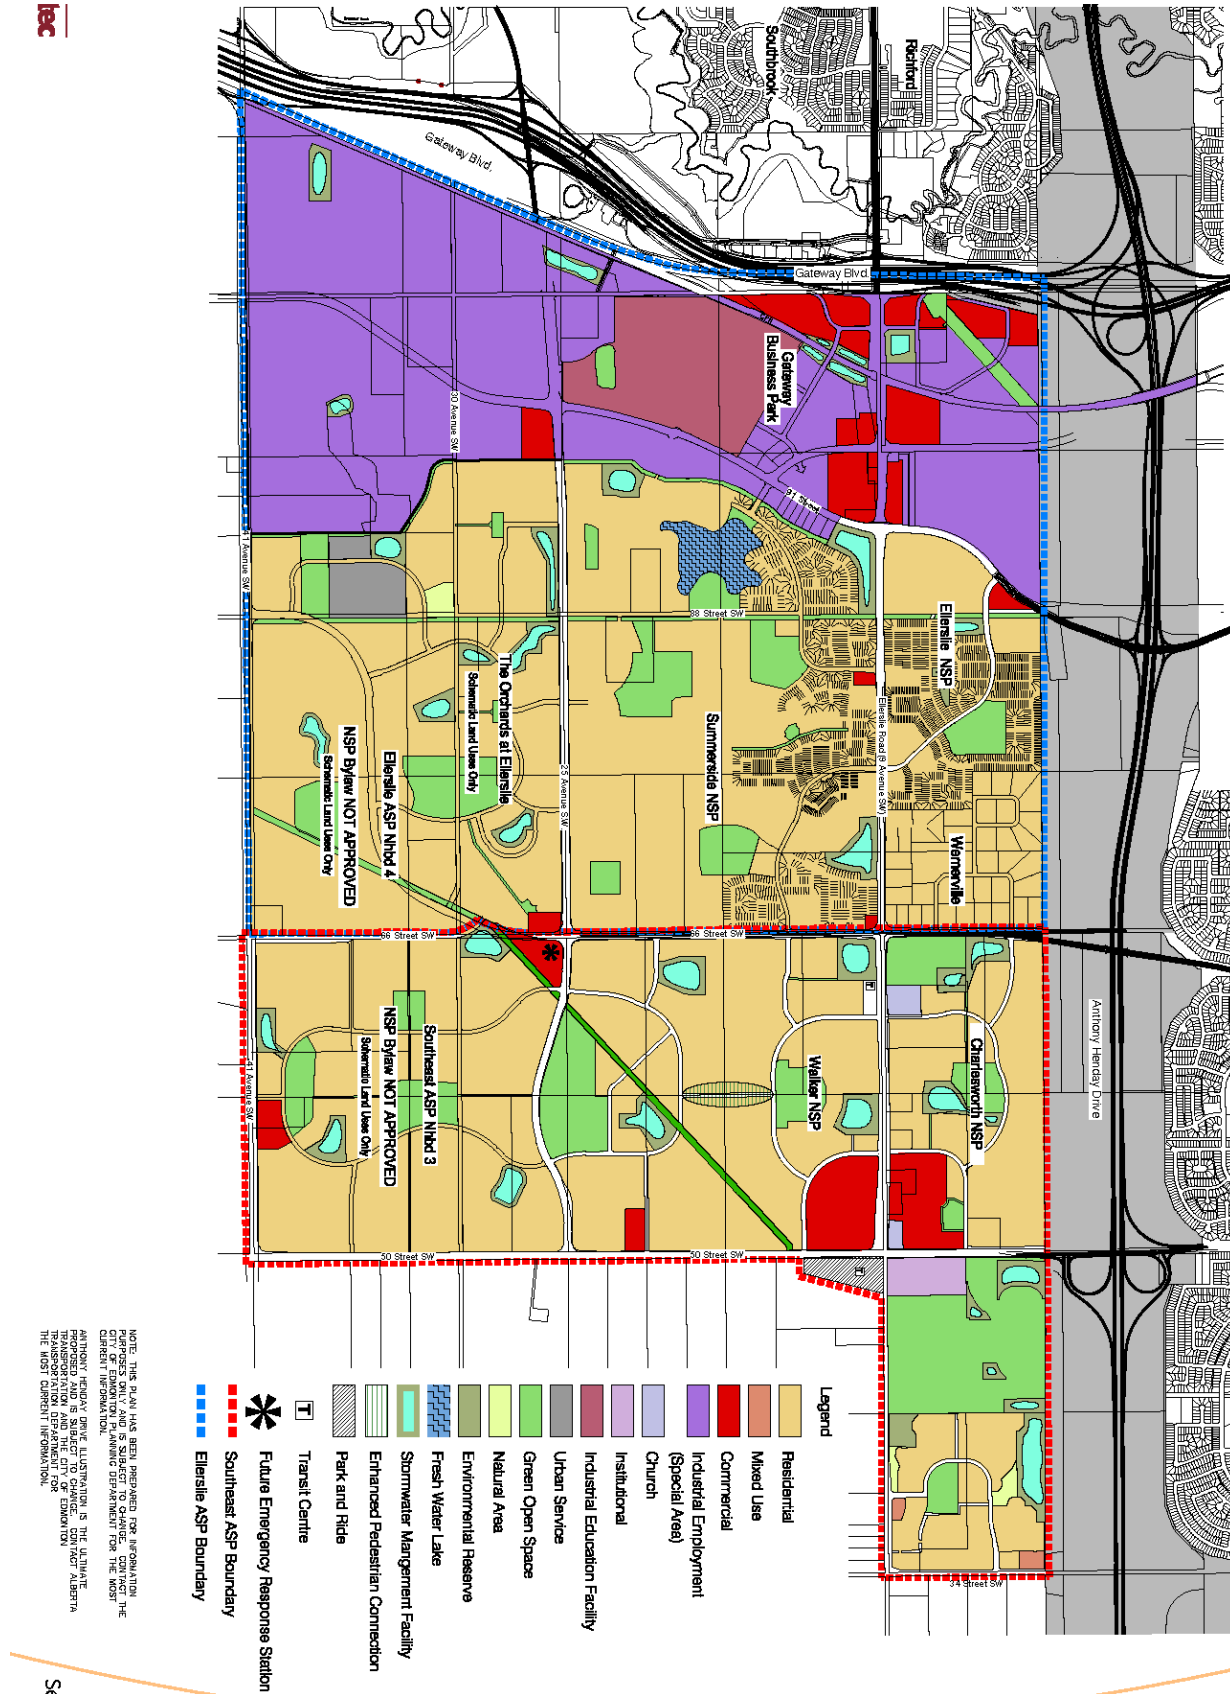 tec
Southbrook
Richford
Gateway Blvd.
Gateway Blvd.
CPR
Gateway
Business Park
30 Avenue SW
91 Street
41 Avenue SW
88 Street SW
Ellerslie NSP
Ellerslie Road (9 Avenue SW)
The Orchards at Ellerslie
Schematic Land Uses Only
Summerside NSP
25 Avenue SW
Ellerslie ASP Nhbd 4
NSP Bylaw NOT APPROVED
Schematic Land Uses Only
Wernerville
66 Street SW
66 Street SW
T
Anthony Henday Drive
Charlesworth NSP
Walker NSP
Southeast ASP Nhbd 3
NSP Bylaw NOT APPROVED
Schematic Land Uses Only
41 Avenue SW
50 Street SW
50 Street SW
T
34 Street SW
Legend
Residential
Mixed Use
Commercial
Industrial Employment
(Special Area)
Church
Institutional
Industrial Education Facility
Urban Service
Green Open Space
Natural Area
Environmental Reserve
Fresh Water Lake
Stormwater Mangement Facility
Enhanced Pedestrian Connection
Park and Ride
T
Transit Centre
Future Emergency Response Station
Southeast ASP Boundary
Ellerslie ASP Boundary
NOTE: THIS PLAN HAS BEEN PREPARED FOR INFORMATION
PURPOSES ONLY AND IS SUBJECT TO CHANGE. CONTACT THE
CITY OF EDMONTON PLANNING DEPARTMENT FOR THE MOST
CURRENT INFORMATION.
ANTHONY HENDAY DRIVE ILLUSTRATION IS THE ULTIMATE
PROPOSED AND IS SUBJECT TO CHANGE. CONTACT ALBERTA
TRANSPORTATION AND THE CITY OF EDMONTON
TRANSPORTATION DEPARTMENT FOR
THE MOST CURRENT INFORMATION.
Se